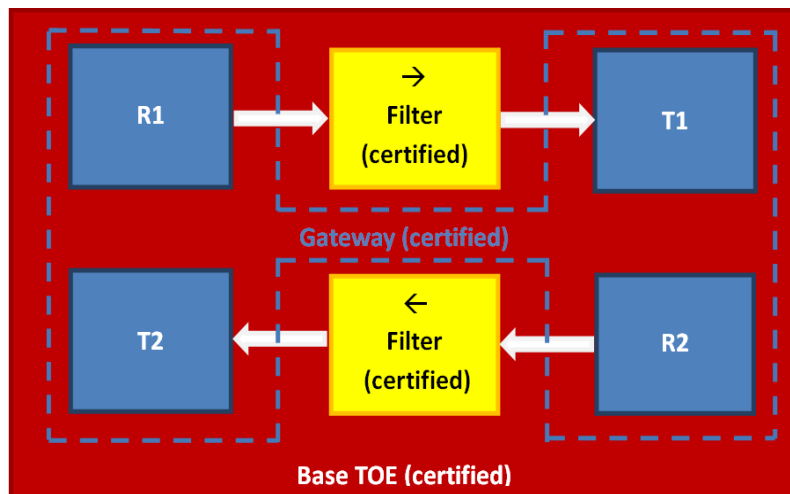 →
R1
Filter
(certified)
T1
Gateway (certified)
←
T2
Filter
(certified)
R2
Base TOE (certified)